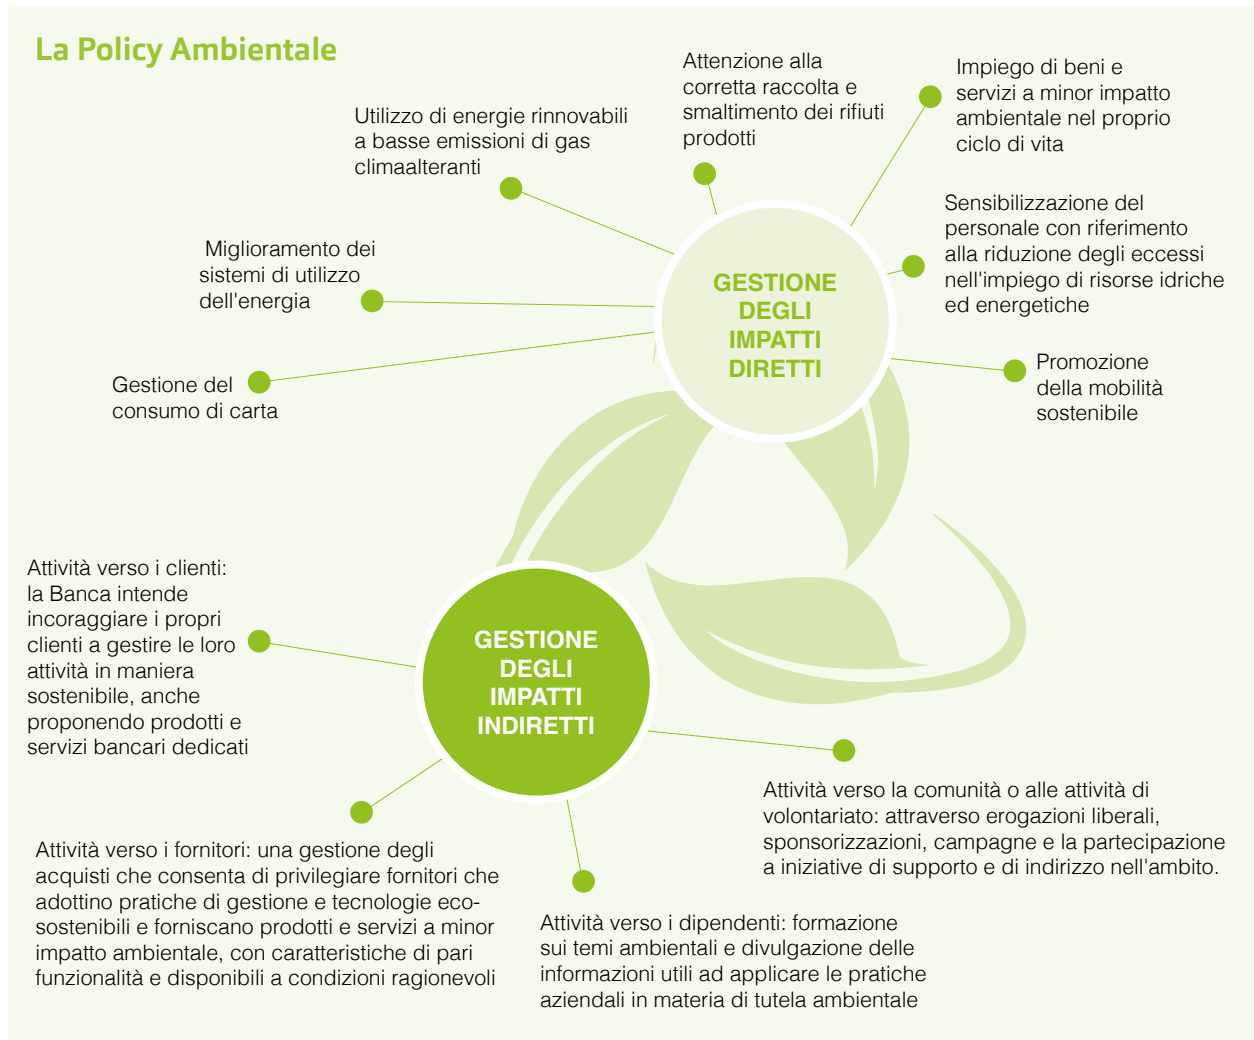 La Policy Ambientale
Attenzione alla
corretta raccolta e
smaltimento dei rifiuti
prodotti
Impiego di beni e
servizi a minor impatto
ambientale nel proprio
ciclo di vita
Utilizzo di energie rinnovabili
a basse emissioni di gas
climaalteranti
Sensibilizzazione del
personale con riferimento
alla riduzione degli eccessi
nell'impiego di risorse idriche
ed energetiche
Miglioramento dei
sistemi di utilizzo
dell'energia
GESTIONE
DEGLI
IMPATTI
DIRETTI
Promozione
della mobilità
sostenibile
Gestione del
consumo di carta
Attività verso i clienti:
la Banca intende
incoraggiare i propri
clienti a gestire le loro
attività in maniera
sostenibile, anche
proponendo prodotti e
servizi bancari dedicati
GESTIONE
DEGLI
IMPATTI
INDIRETTI
Attività verso la comunità o alle attività di
volontariato: attraverso erogazioni liberali,
sponsorizzazioni, campagne e la partecipazione
a iniziative di supporto e di indirizzo nell'ambito.
Attività verso i fornitori: una gestione degli
acquisti che consenta di privilegiare fornitori che
adottino pratiche di gestione e tecnologie eco-
sostenibili e forniscano prodotti e servizi a minor
impatto ambientale, con caratteristiche di pari
funzionalità e disponibili a condizioni ragionevoli
Attività verso i dipendenti: formazione
sui temi ambientali e divulgazione delle
informazioni utili ad applicare le pratiche
aziendali in materia di tutela ambientale